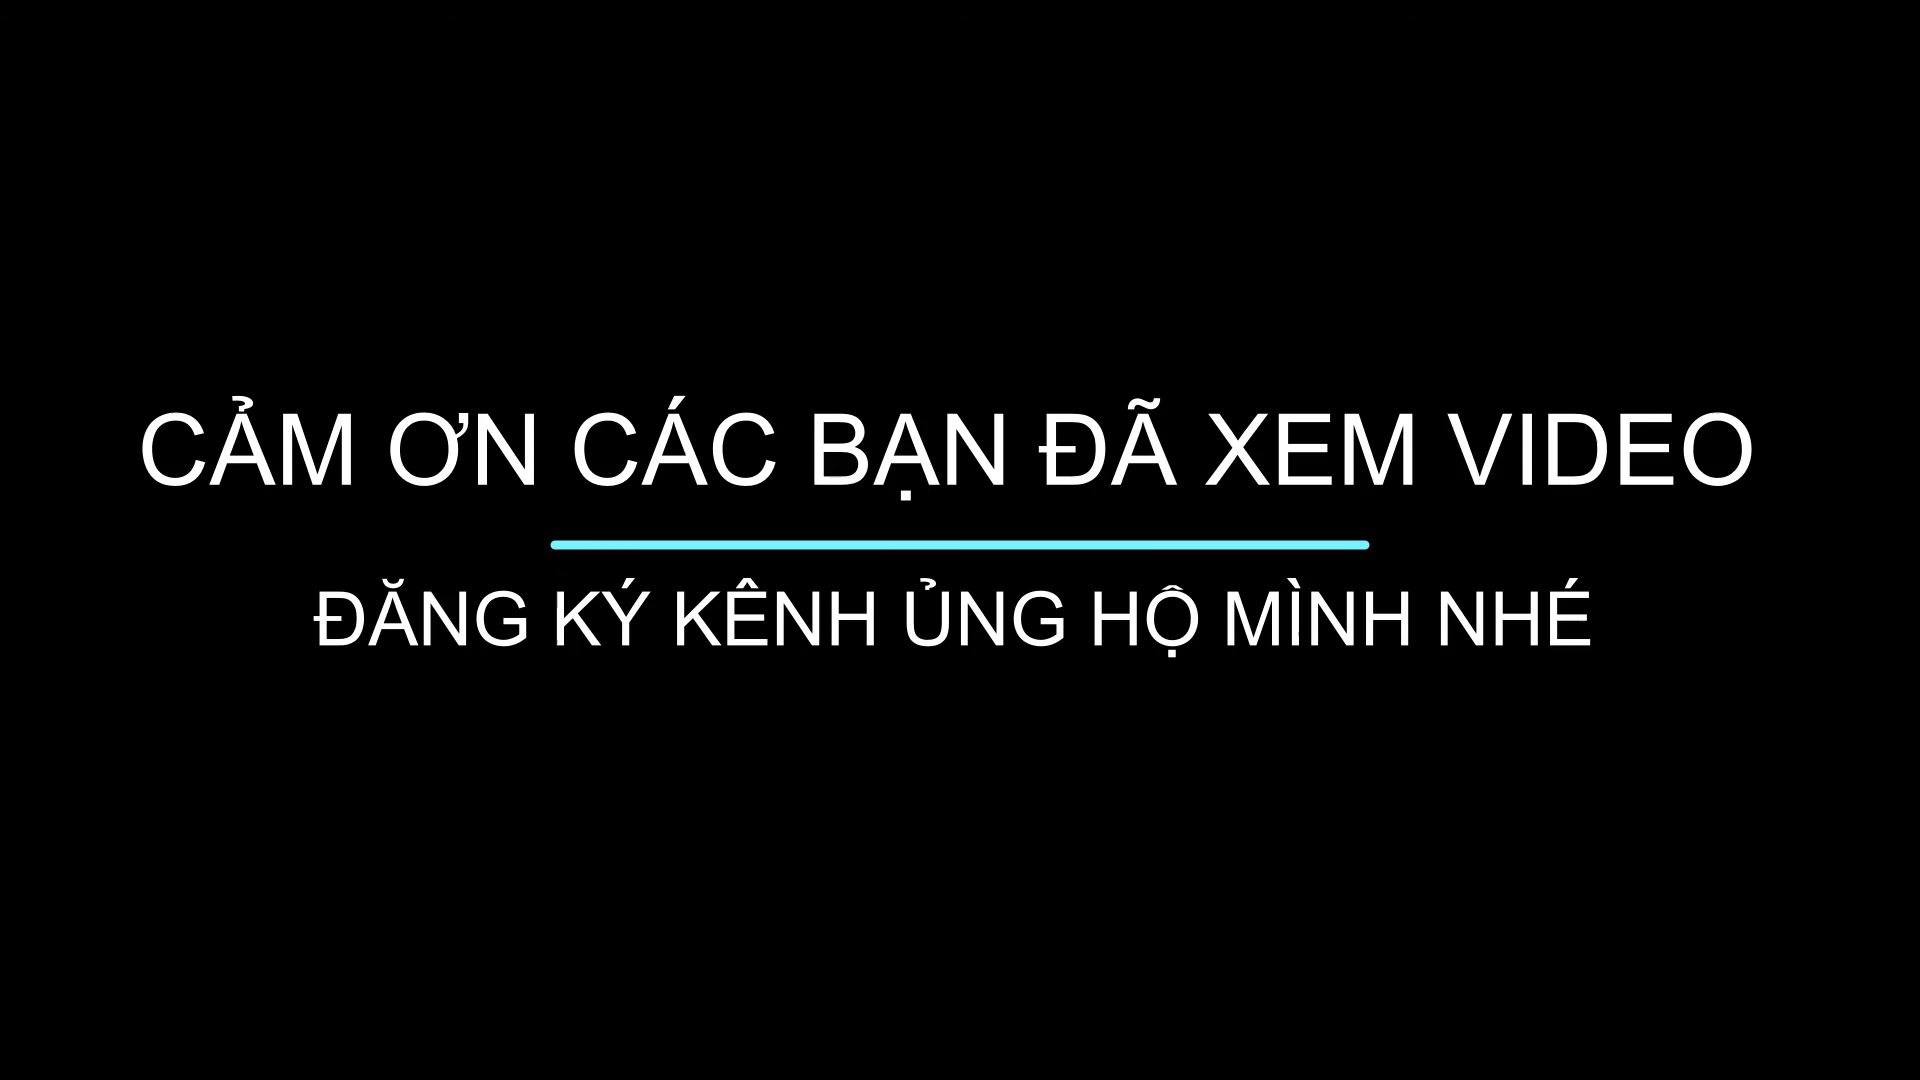 CẢM ƠN CÁC BẠN ĐÃ XEM VIDEO
ĐĂNG KÝ KÊNH ỦNG HỘ MÌNH NHÉ